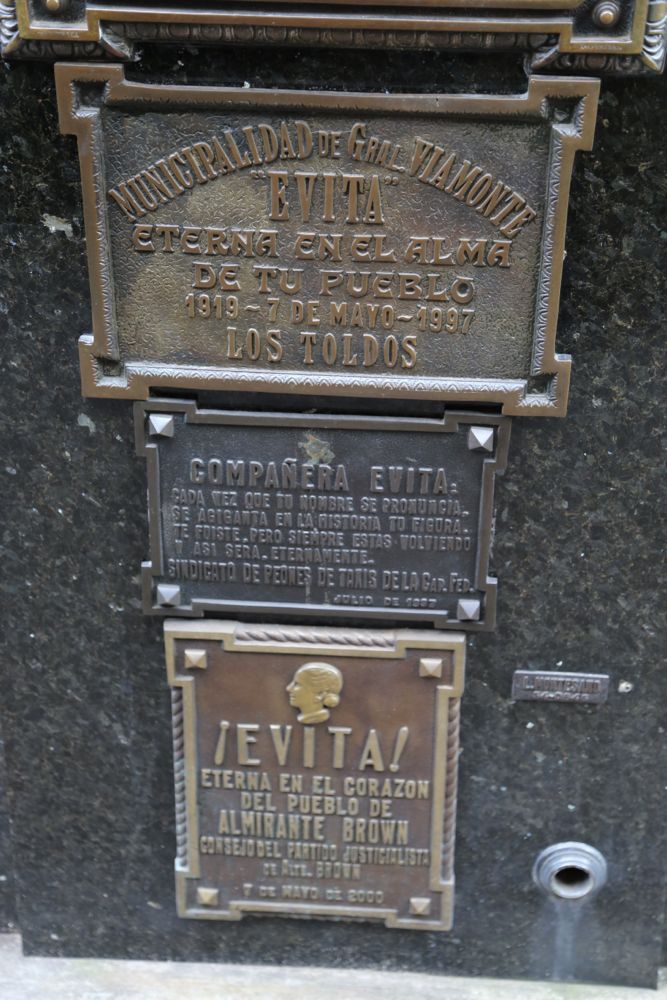 MUNICIPALIDAD DE GRAL. VIAMONTE
"EVITA"
ETERNA EN EL ALMA
DE TU PUEBLO
1919 - 7 DE MAYO - 1997
LOS TOLDOS
COMPAÑERA EVITA:
CADA VEZ QUE TU NOMBRE SE PRONUNCIA.
SE AGIGANTA EN LA HISTORIA TU FIGURA.
TE FUISTE. PERO SIEMPRE ESTAS VOLVIENDO
Y ASI SERA. ETERNAMENTE.
SINDICATO DE PEONES DE TAXIS DE LA CAP. FED.
JULIO DE
¡EVITA!
ETERNA EN EL CORAZON
DEL PUEBLO DE
ALMIRANTE BROWN
CONSEJO DEL PARTIDO JUSTICIALISTA
DE ALTE. BROWN
7 DE MAYO DE 2000